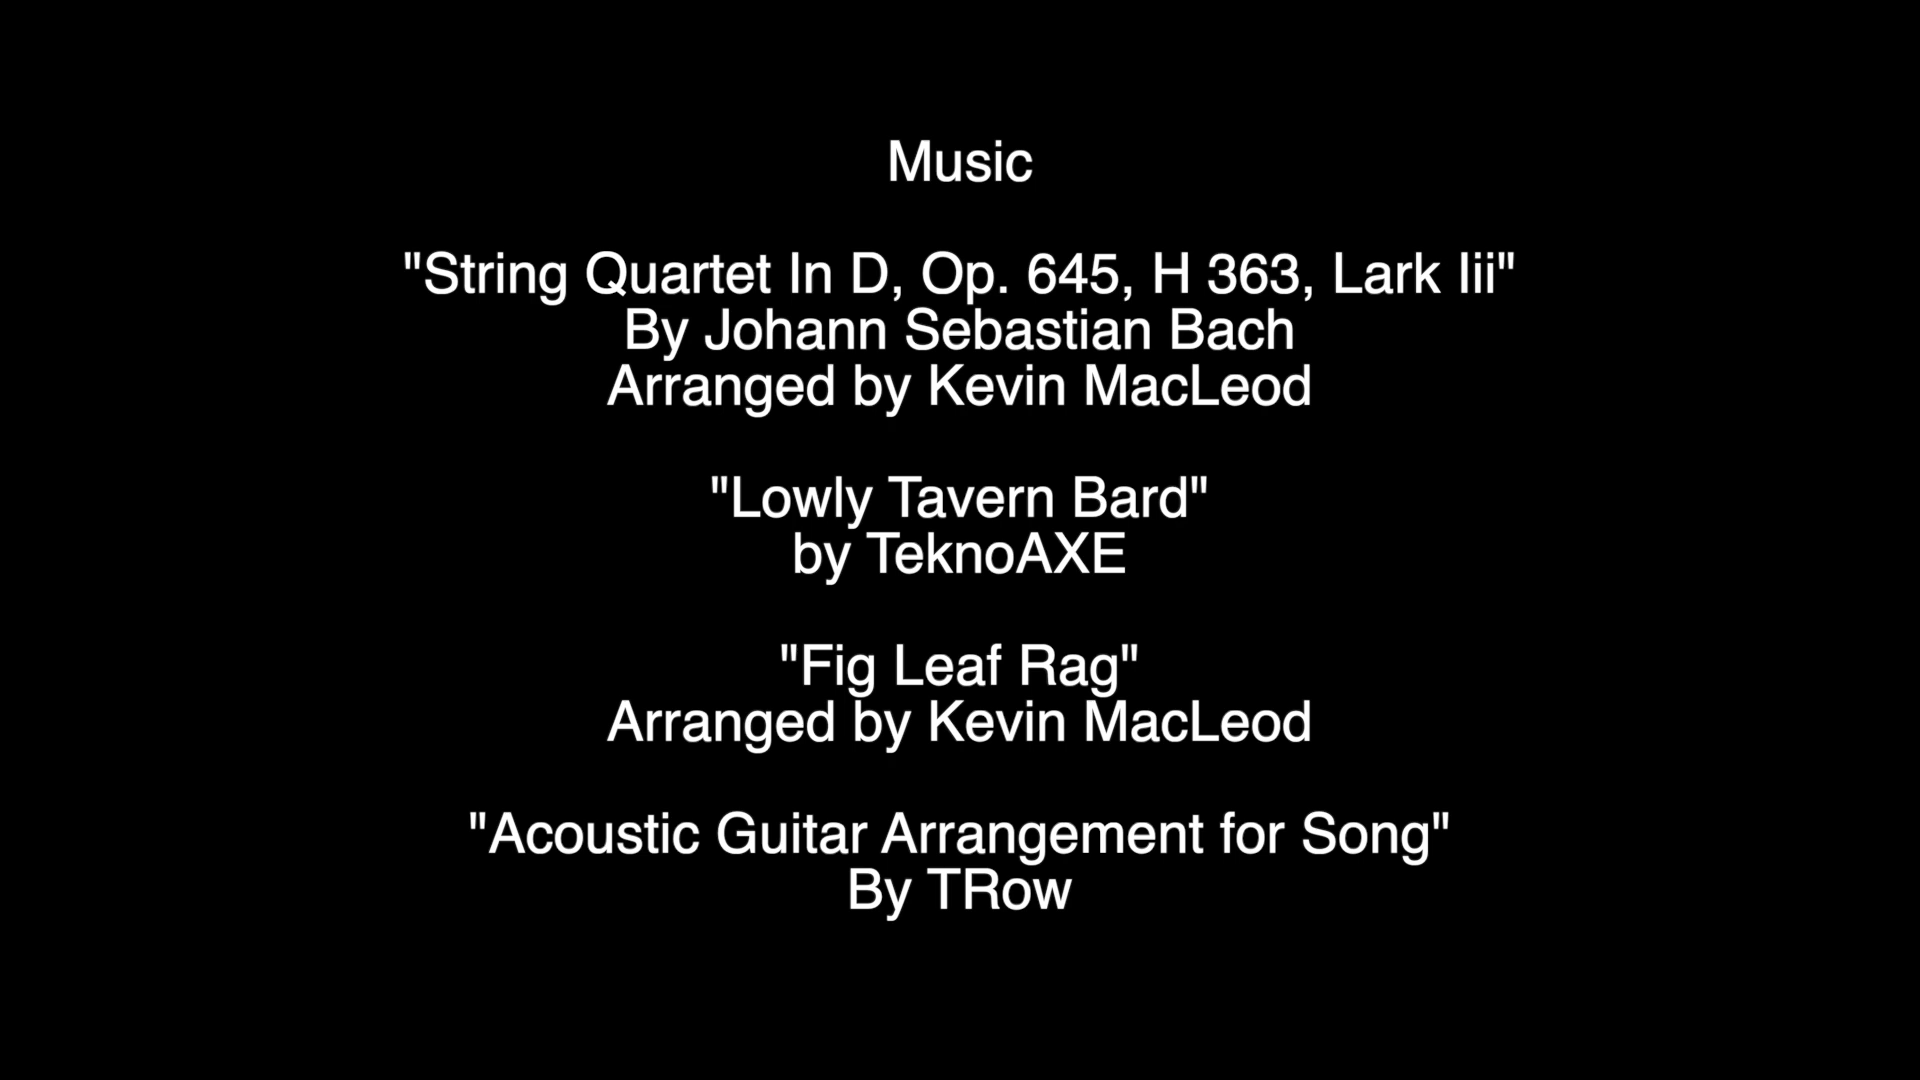 Music
"String Quartet In D, Op. 645, H 363, Lark Iii"
By Johann Sebastian Bach
Arranged by Kevin MacLeod
"Lowly Tavern Bard"
by TeknoAXE
"Fig Leaf Rag"
Arranged by Kevin MacLeod
"Acoustic Guitar Arrangement for Song"
By TRow